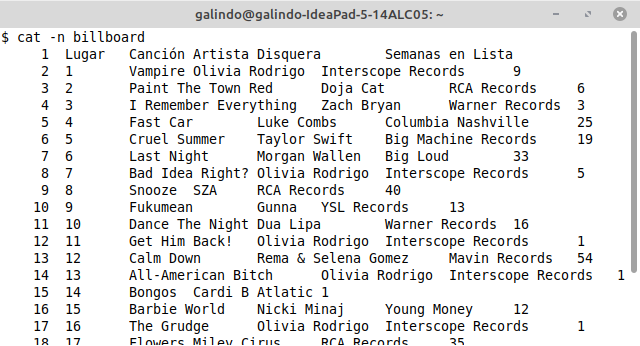 galindo@galindo-IdeaPad-5-14ALC05: ~
$ cat -n billboard
1 Lugar Canción Artista Disquera Semanas en Lista
2 1 Vampire Olivia Rodrigo Interscope Records 9
3 2 Paint The Town Red Doja Cat RCA Records 6
4 3 I Remember Everything Zach Bryan Warner Records 3
5 4 Fast Car Luke Combs Columbia Nashville 25
6 5 Cruel Summer Taylor Swift Big Machine Records 19
7 6 Last Night Morgan Wallen Big Loud 33
8 7 Bad Idea Right? Olivia Rodrigo Interscope Records 5
9 8 Snooze SZA RCA Records 40
10 9 Fukumean Gunna YSL Records 13
11 10 Dance The Night Dua Lipa Warner Records 16
12 11 Get Him Back! Olivia Rodrigo Interscope Records 1
13 12 Calm Down Rema & Selena Gomez Mavin Records 54
14 13 All-American Bitch Olivia Rodrigo Interscope Records 1
15 14 Bongos Cardi B Atlatic 1
16 15 Barbie World Nicki Minaj Young Money 12
17 16 The Grudge Olivia Rodrigo Interscope Records 1
18 17 Flowers Miley Cirus RCA Records 35